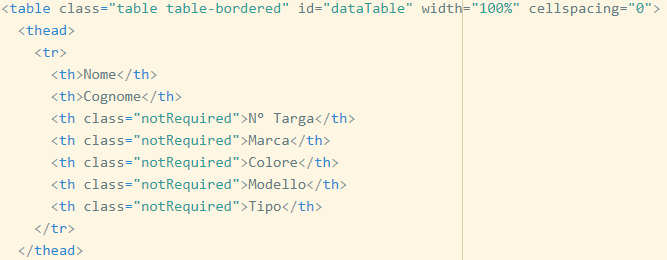 <table class="table table-bordered" id="dataTable" width="100%" cellspacing="0">
<thead>
<tr>
<th>Nome</th>
<th>Cognome</th>
<th class="notRequired">N° Targa</th>
<th class="notRequired">Marca</th>
<th class="notRequired">Colore</th>
<th class="notRequired">Modello</th>
<th class="notRequired">Tipo</th>
</tr>
</thead>